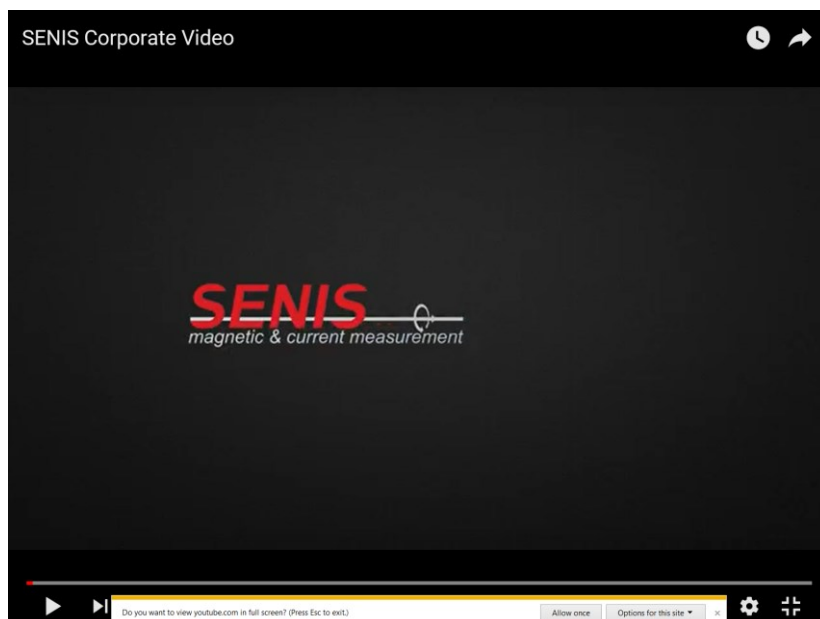 SENIS Corporate Video
SENIS
magnetic & current measurement
Do you want to view youtube.com in full screen? (Press Esc to exit.)
Allow once
Options for this site